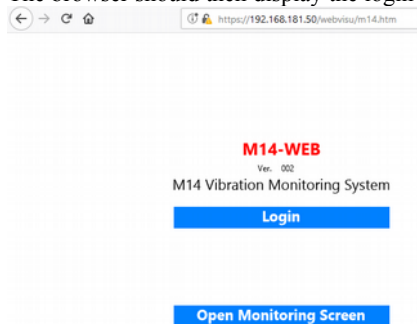 The browser should then display the login
https://192.168.181.50/webvisu/m14.htm
M14-WEB
Ver. 002
M14 Vibration Monitoring System
Login
Open Monitoring Screen